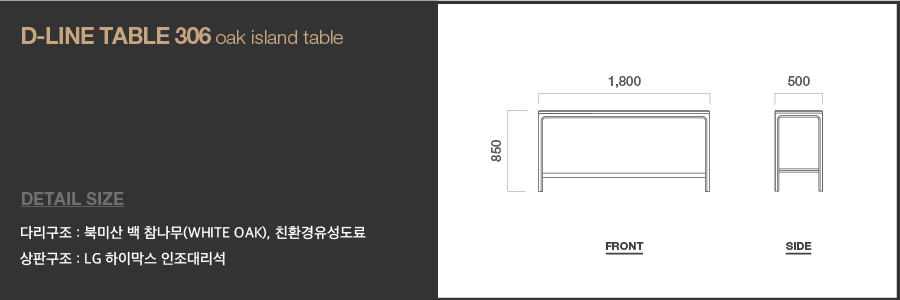 D-LINE TABLE 306 oak island table
DETAIL SIZE
다리구조 : 북미산 백 참나무(WHITE OAK), 친환경유성도료
상판구조 : LG 하이막스 인조대리석
1,800
500
850
FRONT
SIDE